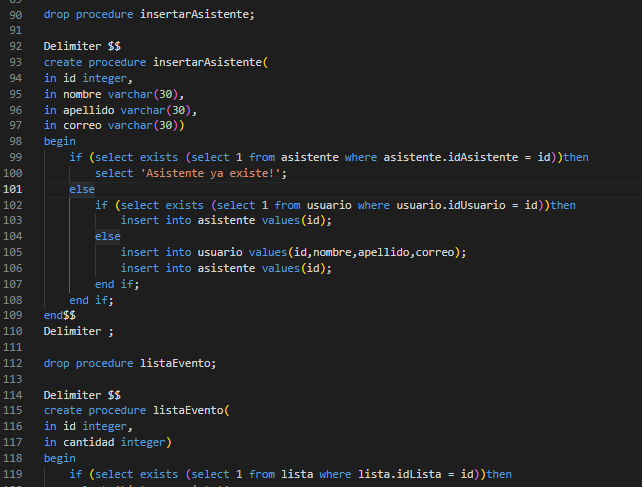 90 drop procedure insertarAsistente;
91
92 Delimiter $$
93 create procedure insertarAsistente(
94 in id integer,
95 in nombre varchar(30),
96 in apellido varchar(30),
97 in correo varchar(30))
98 begin
99 if (select exists (select 1 from asistente where asistente.idAsistente = id))then
100 select 'Asistente ya existe!';
101 else
102 if (select exists (select 1 from usuario where usuario.idUsuario = id))then
103 insert into asistente values(id);
104 else
105 insert into usuario values(id,nombre,apellido,correo);
106 insert into asistente values(id);
107 end if;
108 end if;
109 end$$
110 Delimiter ;
111
112 drop procedure listaEvento;
113
114 Delimiter $$
115 create procedure listaEvento(
116 in id integer,
117 in cantidad integer)
118 begin
119 if (select exists (select 1 from lista where lista.idLista = id))then